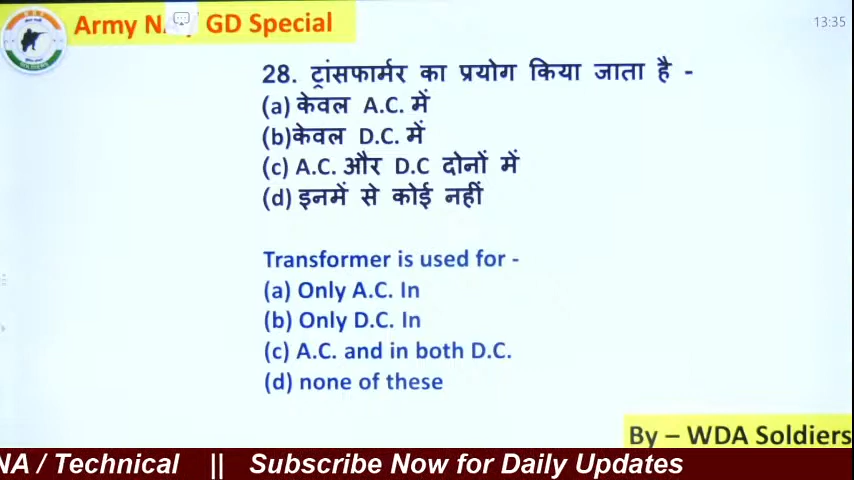 Army N GD Special
13:35
28. ट्रांसफार्मर का प्रयोग किया जाता है -
(a) केवल A.C. में
(b)केवल D.C. में
(c) A.C. और D.C दोनों में
(d) इनमें से कोई नहीं
Transformer is used for -
(a) Only A.C. In
(b) Only D.C. In
(c) A.C. and in both D.C.
(d) none of these
By – WDA Soldiers
NA / Technical || Subscribe Now for Daily Updates